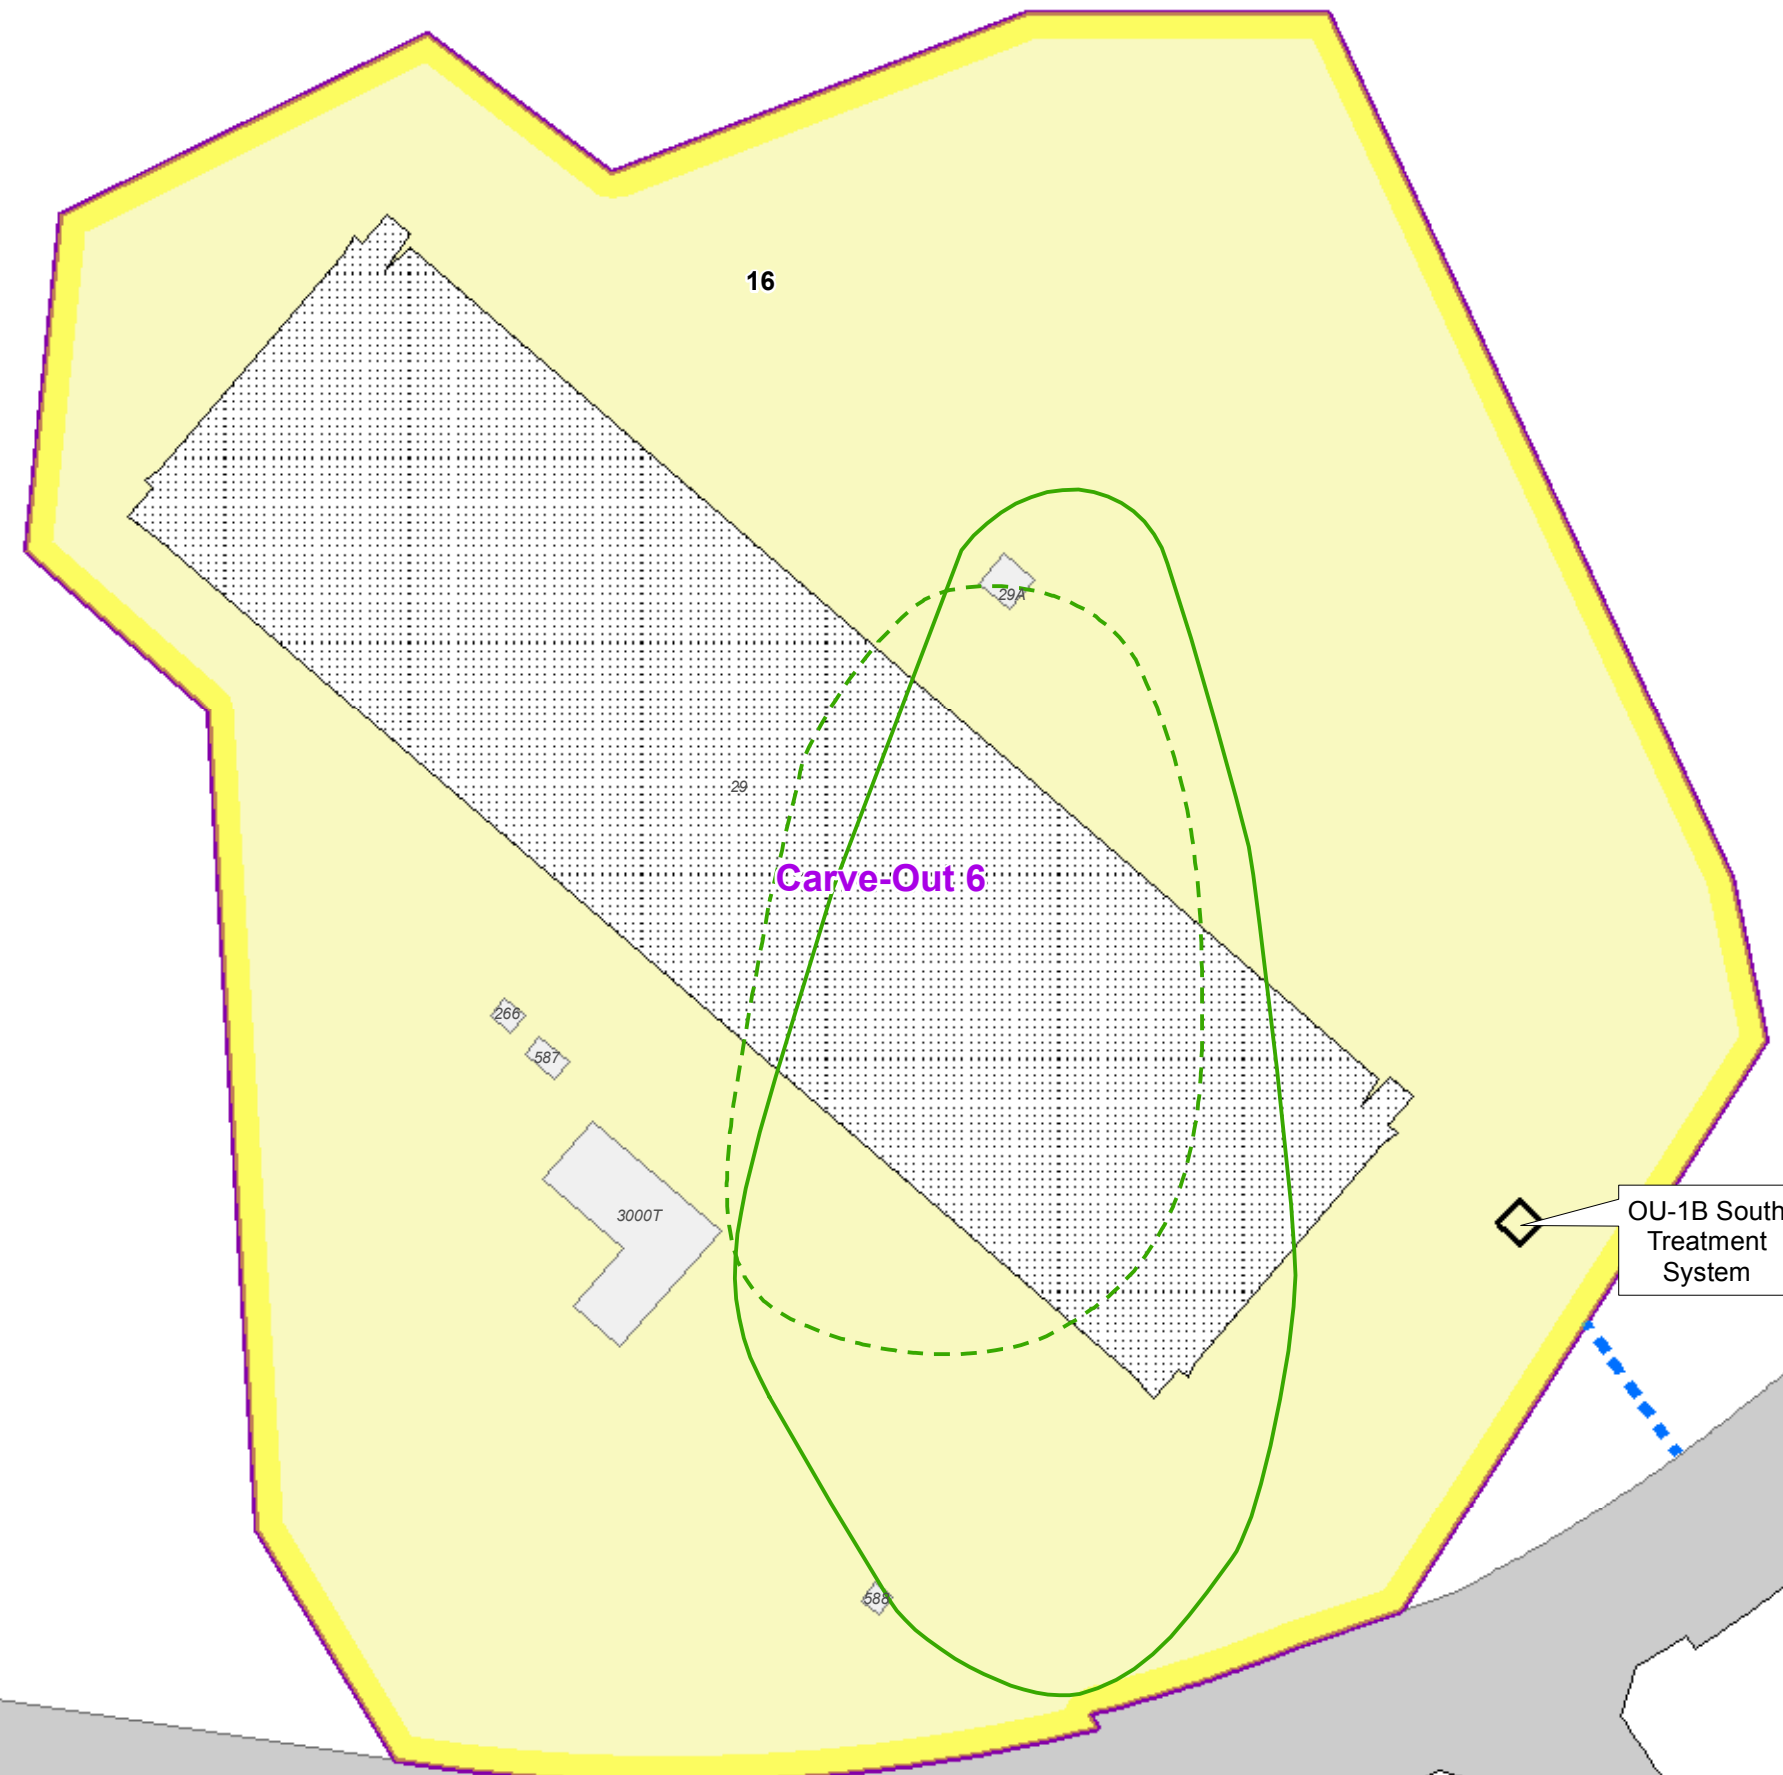 16
29A
29
Carve-Out 6
266
587
3000T
OU-1B South
Treatment
System
588